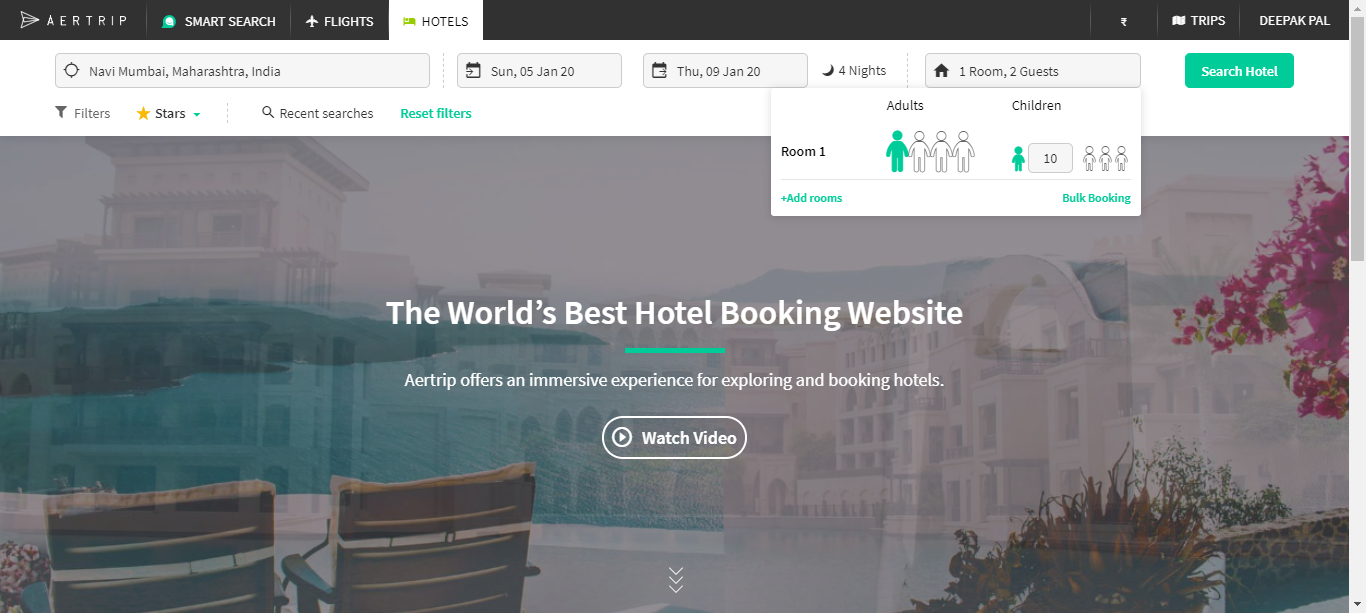 AERTRIP
SMART SEARCH
FLIGHTS
HOTELS
₹
TRIPS
DEEPAK PAL
Navi Mumbai, Maharashtra, India
Sun, 05 Jan 20
Thu, 09 Jan 20
4 Nights
1 Room, 2 Guests
Search Hotel
Filters
Stars
Recent searches
Reset filters
Adults
Children
Room 1
10
+Add rooms
Bulk Booking
The World’s Best Hotel Booking Website
Aertrip offers an immersive experience for exploring and booking hotels.
Watch Video